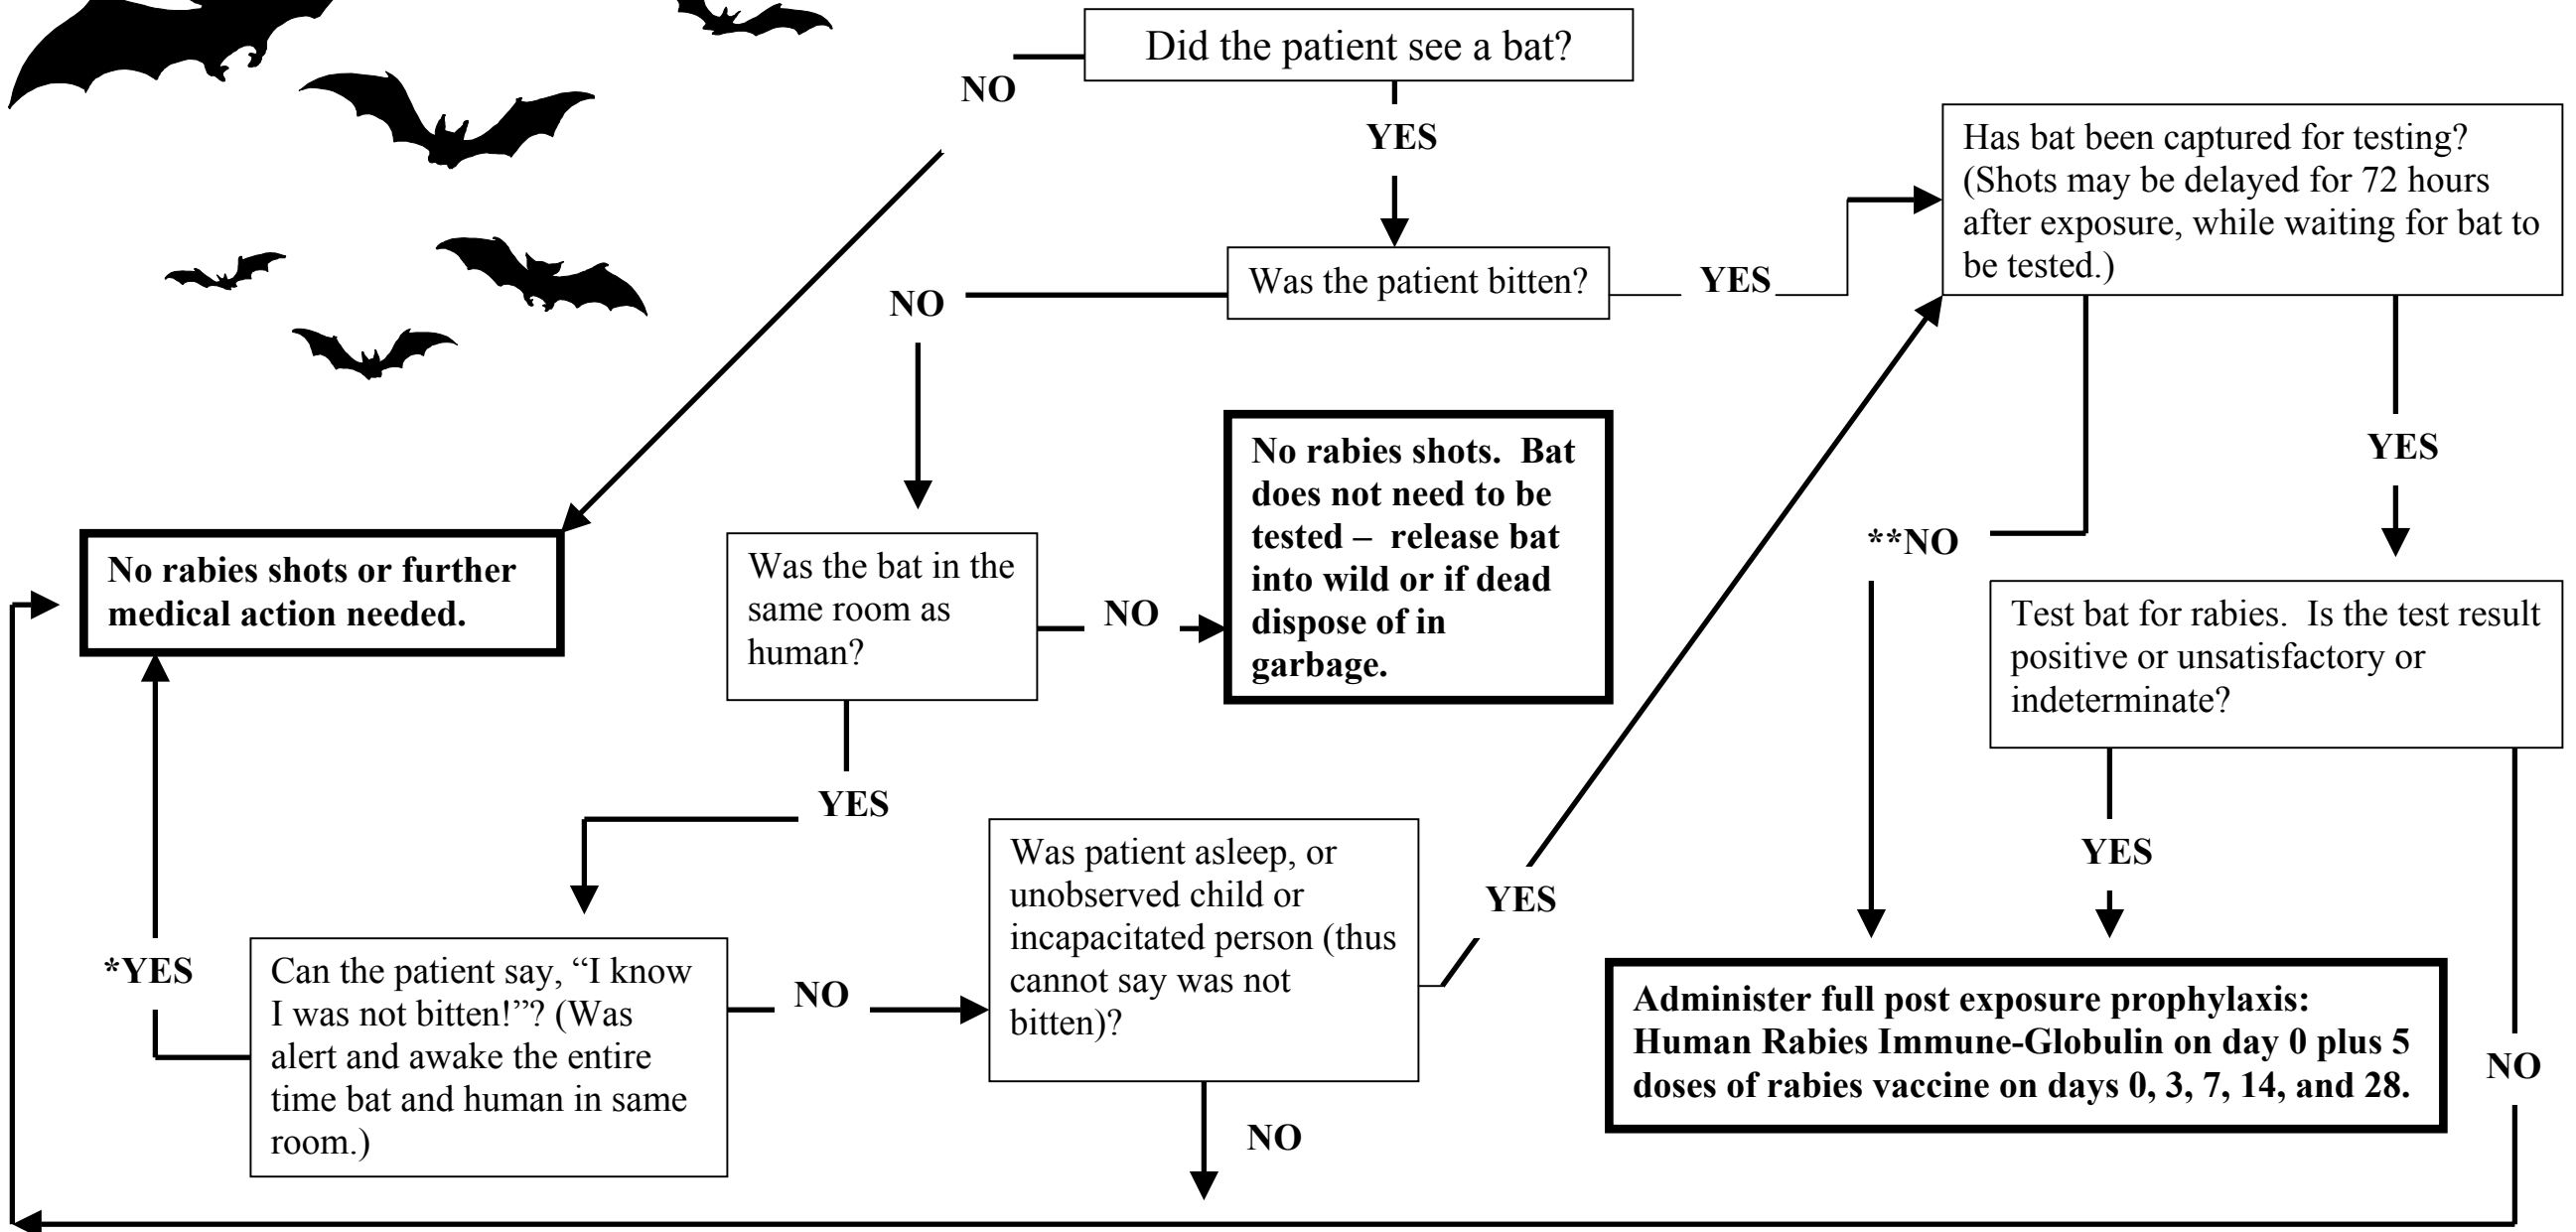 Did the patient see a bat?
NO
YES
Has bat been captured for testing?
(Shots may be delayed for 72 hours
after exposure, while waiting for bat to
be tested.)
Was the patient bitten?
YES
NO
No rabies shots.  Bat
does not need to be
tested –  release bat
into wild or if dead
dispose of in
garbage.
YES
**NO
No rabies shots or further
medical action needed.
Was the bat in the
same room as
human?
NO
Test bat for rabies.  Is the test result
positive or unsatisfactory or
indeterminate?
YES
Was patient asleep, or
unobserved child or
incapacitated person (thus
cannot say was not
bitten)?
YES
YES
*YES
Can the patient say, “I know
I was not bitten!”? (Was
alert and awake the entire
time bat and human in same
room.)
NO
Administer full post exposure prophylaxis:
Human Rabies Immune-Globulin on day 0 plus 5
doses of rabies vaccine on days 0, 3, 7, 14, and 28.
NO
NO